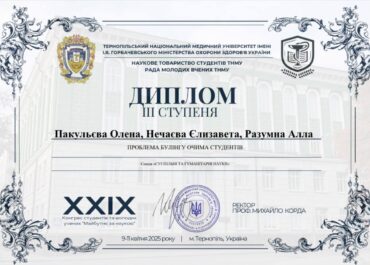 ТЕРНОПІЛЬСЬКИЙ НАЦІОНАЛЬНИЙ МЕДИЧНИЙ УНІВЕРСИТЕТ ІМЕНІ
І.Я. ГОРБАЧЕВСЬКОГО МІНІСТЕРСТВА ОХОРОНИ ЗДОРОВ'Я УКРАЇНИ
НАУКОВЕ ТОВАРИСТВО СТУДЕНТІВ ТНМУ
РАДА МОЛОДИХ ВЧЕНИХ ТНМУ
ДИПЛОМ
ІІІ СТУПЕНЯ
Пакульєва Олена, Нечаєва Єлизавета, Разумна Алла
ПРОБЛЕМА БУЛІНГУ ОЧИМА СТУДЕНТІВ
Секція «СУСПІЛЬНІ ТА ГУМАНІТАРНІ НАУКИ»
XXIX
Конгрес студентів та молодих
учених "Майбутнє за наукою"
РЕКТОР
ПРОФ. МИХАЙЛО КОРДА
9-11 квітня 2025 року
м. Тернопіль, Україна